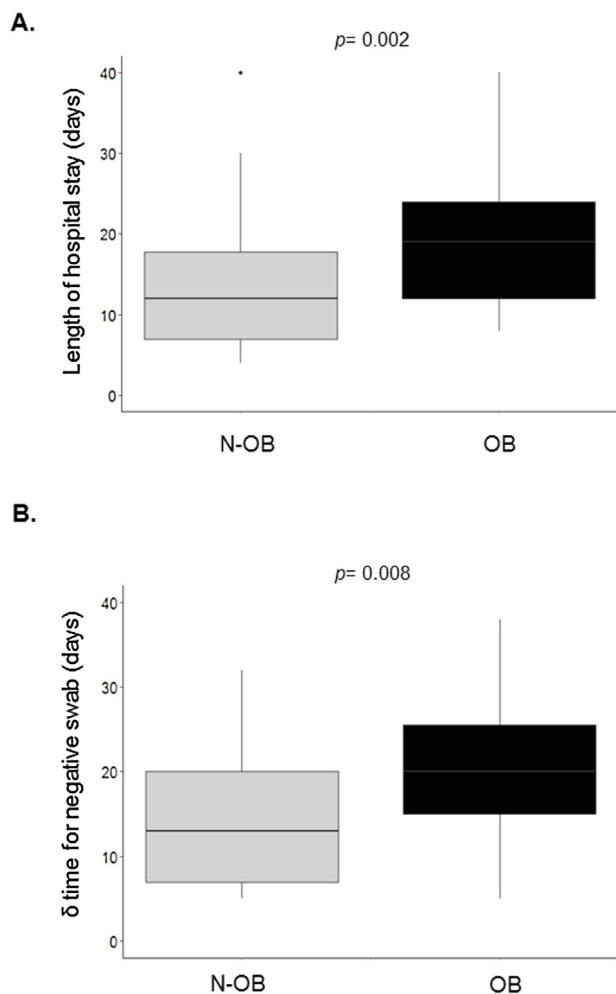 A.
p= 0.002
Length of hospital stay (days)
40
30
20
10
0
N-OB
OB
B.
p= 0.008
δ time for negative swab (days)
40
30
20
10
0
N-OB
OB